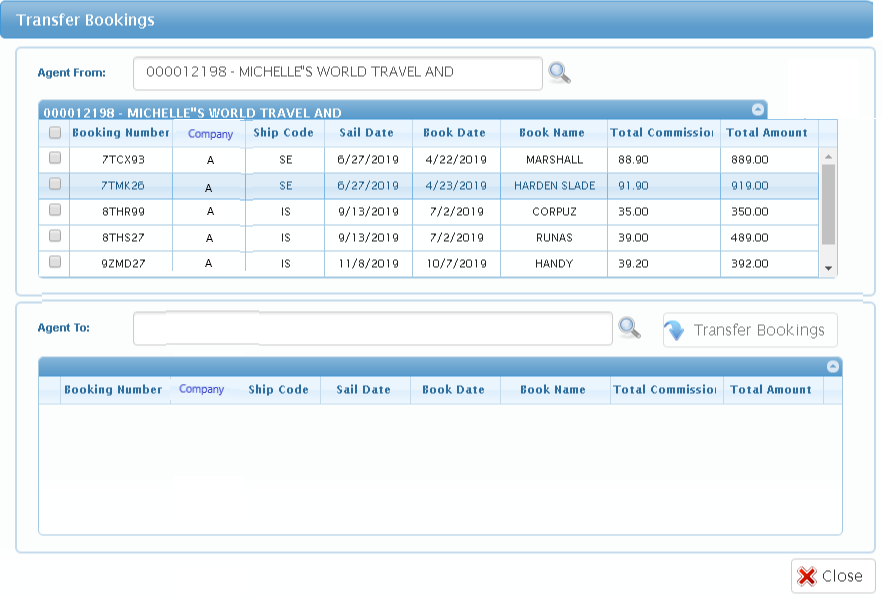 Transfer Bookings
Agent From: 000012198 - MICHELLE"S WORLD TRAVEL AND
000012198 - MICHELLE"S WORLD TRAVEL AND
Booking Number Company Ship Code Sail Date Book Date Book Name Total Commission Total Amount
7TCX93 A SE 6/27/2019 4/22/2019 MARSHALL 88.90 889.00
7TMK26 A SE 6/27/2019 4/23/2019 HARDEN SLADE 91.90 919.00
8THR99 A IS 9/13/2019 7/2/2019 CORPUZ 35.00 350.00
8THS27 A IS 9/13/2019 7/2/2019 RUNAS 39.00 489.00
9ZMD27 A IS 11/8/2019 10/7/2019 HANDY 39.20 392.00
Agent To: Transfer Bookings
Booking Number Company Ship Code Sail Date Book Date Book Name Total Commission Total Amount
Close